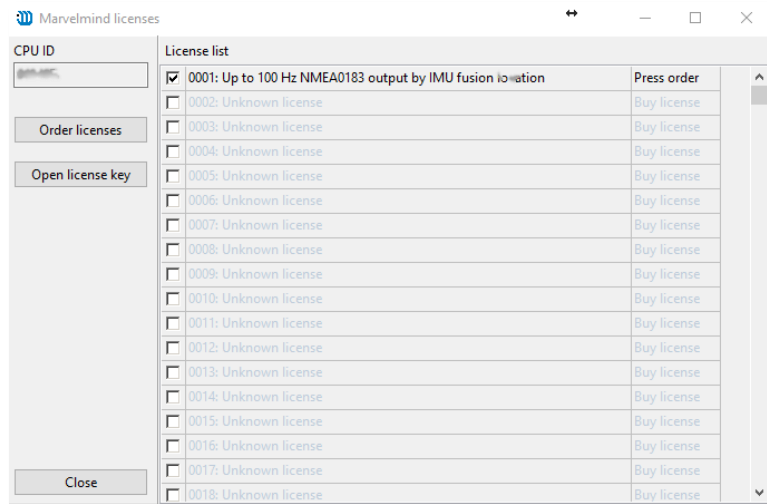 Marvelmind licenses
CPU ID
License list
0001: Up to 100 Hz NMEA0183 output by IMU fusion Press order
0002: Unknown license Buy license
Order licenses
0003: Unknown license Buy license
0004: Unknown license Buy license
Open license key
0005: Unknown license Buy license
0006: Unknown license Buy license
0007: Unknown license Buy license
0008: Unknown license Buy license
0009: Unknown license Buy license
0010: Unknown license Buy license
0011: Unknown license Buy license
0012: Unknown license Buy license
0013: Unknown license Buy license
0014: Unknown license Buy license
0015: Unknown license Buy license
0016: Unknown license Buy license
0017: Unknown license Buy license
Close
0018: Unknown license Buy license